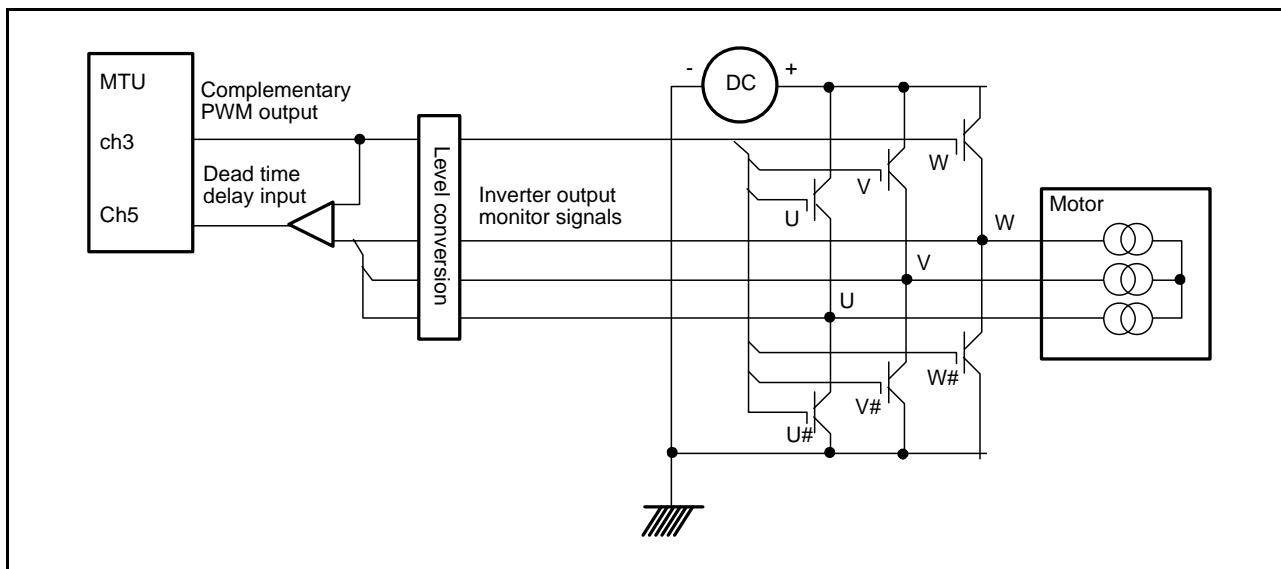 MTU
ch3
Ch5
Complementary
PWM output
Dead time
delay input
Level conversion
Inverter output
monitor signals
-
DC
+
W
V
U
W
V
U
W#
V#
U#
Motor